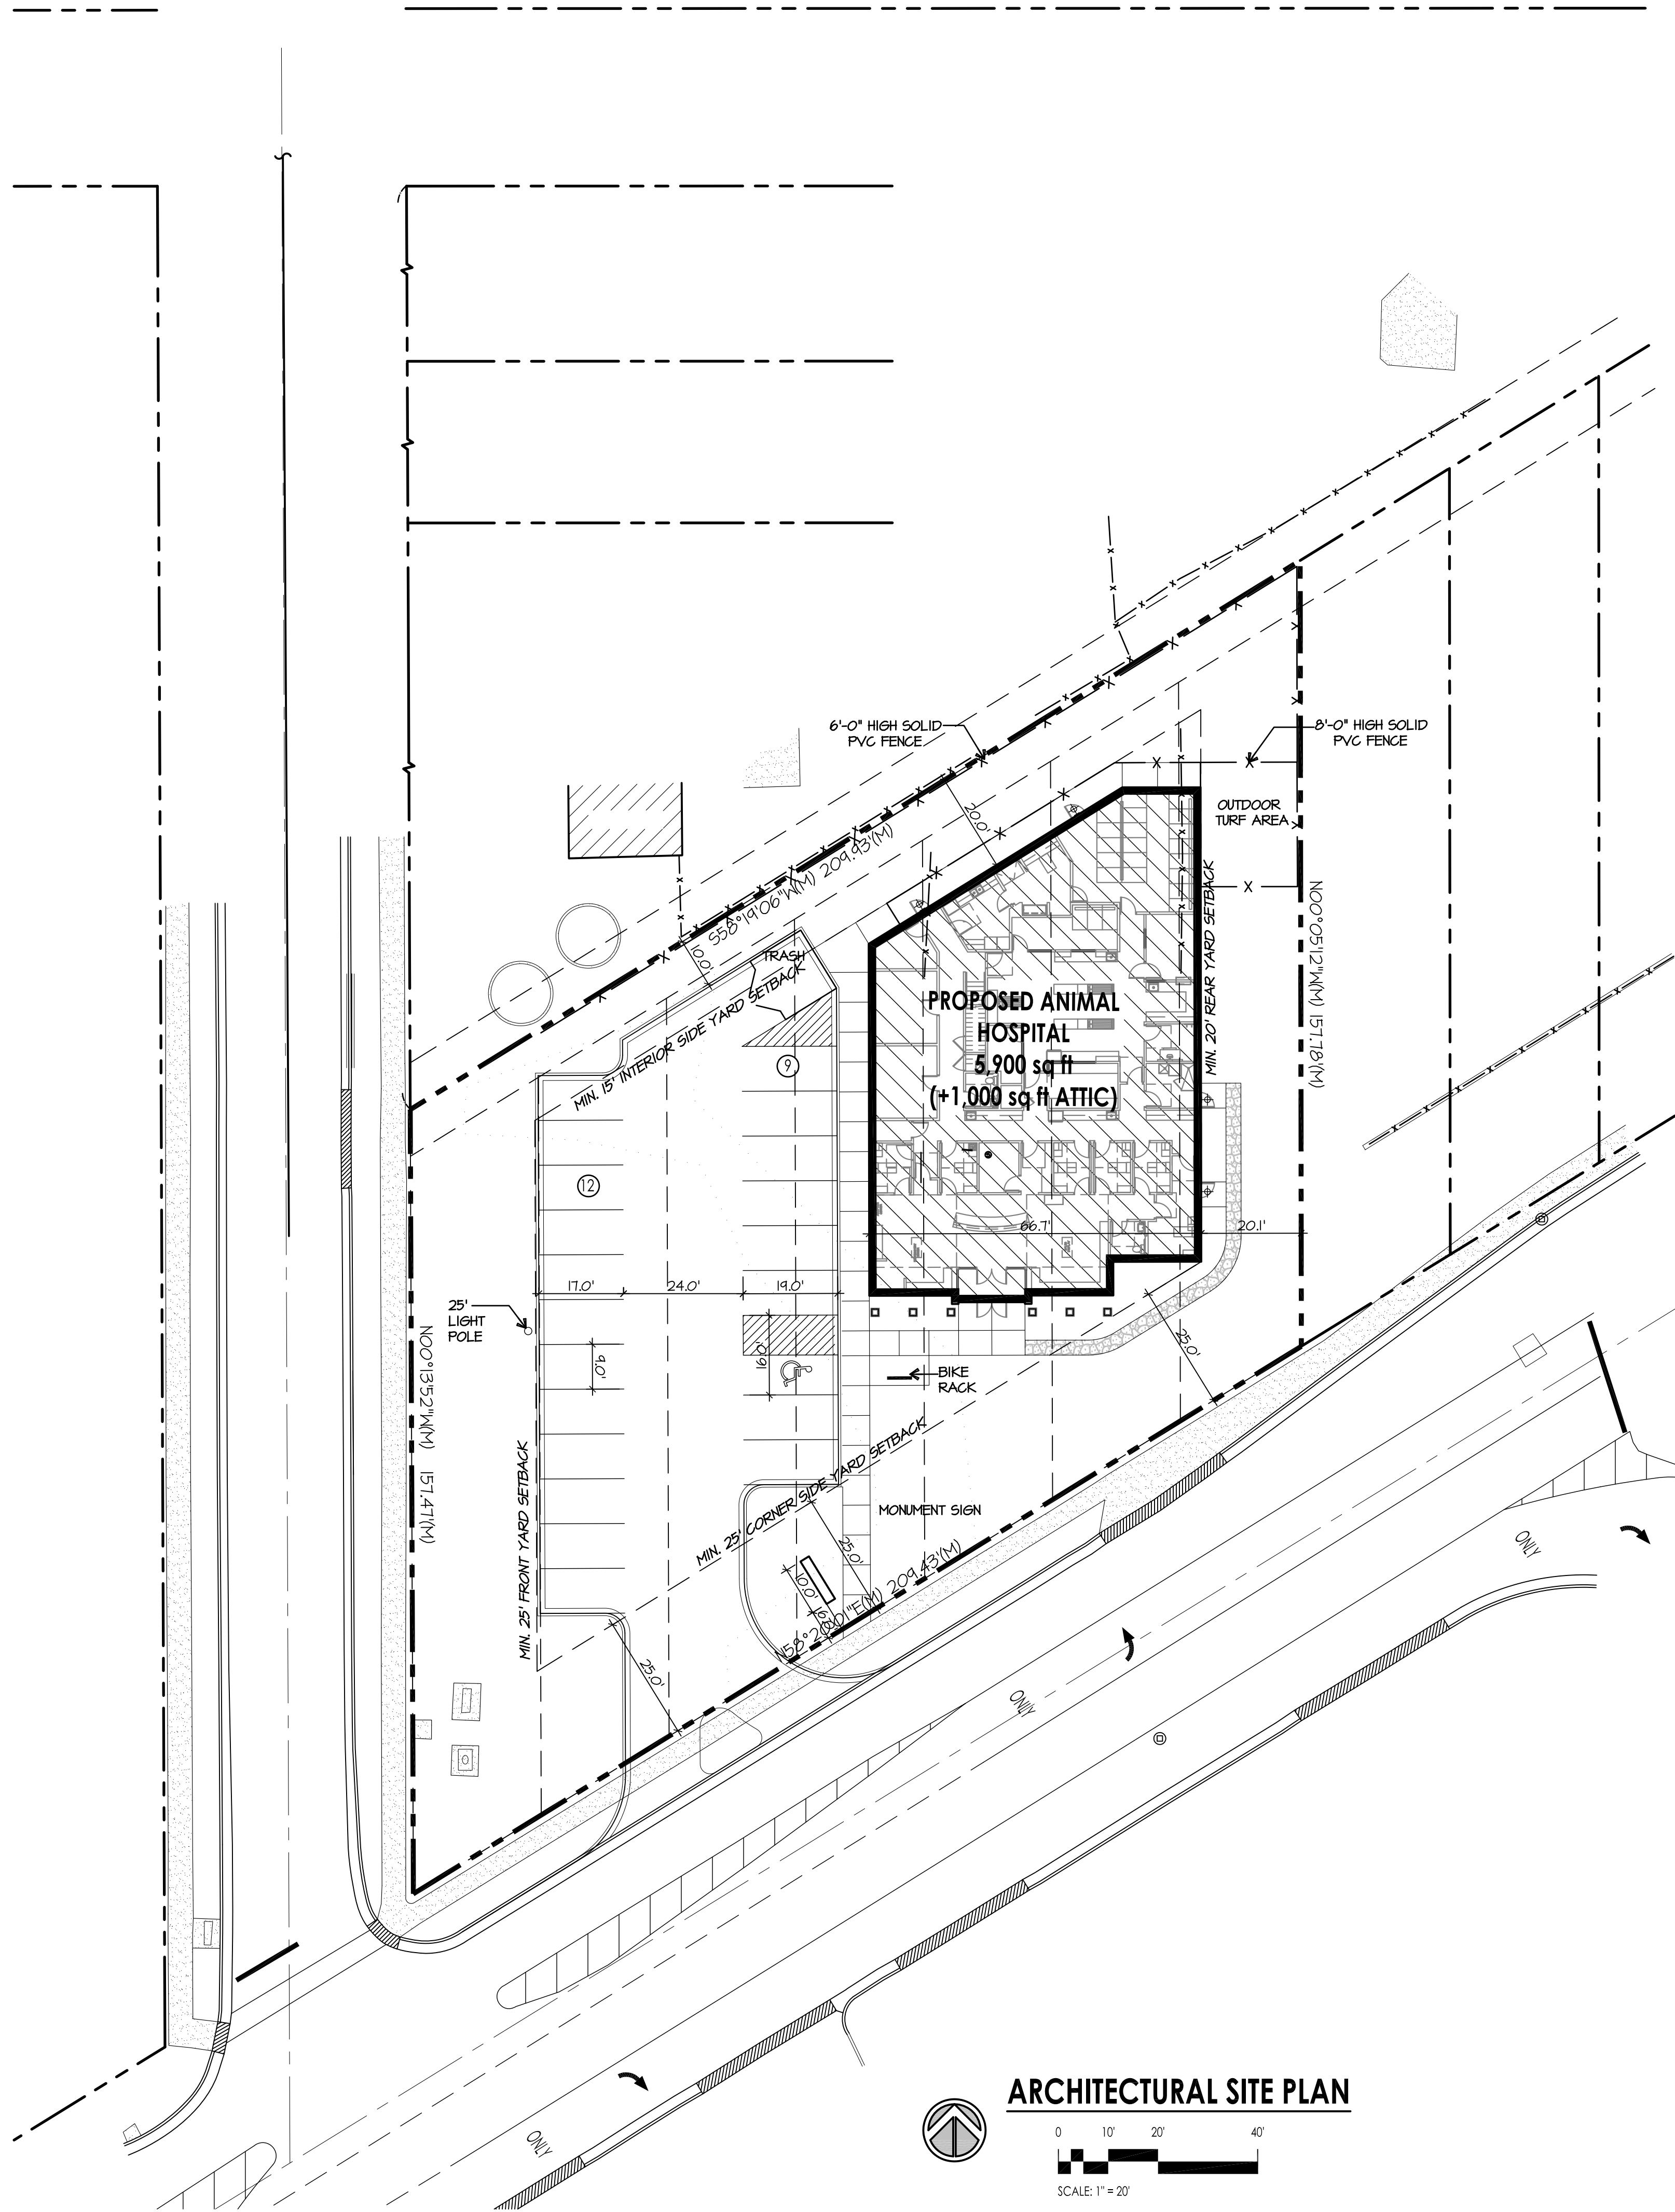 6'-0" HIGH SOLID
PVC FENCE
8'-0" HIGH SOLID
PVC FENCE
OUTDOOR
TURF AREA
20.0'
S58°19'06"W(M) 209.93'(M)
10.0'
TRASH
MIN. 15' INTERIOR SIDE YARD SETBACK
MIN. 20' REAR YARD SETBACK
N00°05'12"W(M) 157.78'(M)
PROPOSED ANIMAL
HOSPITAL
5,900 sq ft
(+1,000 sq ft ATTIC)
9
12
66.7'
20.1'
17.0'
24.0'
19.0'
25'
LIGHT
POLE
9.0'
16.0'
25.0'
BIKE
RACK
N00°13'52"W(M) 157.47'(M)
MIN. 25' FRONT YARD SETBACK
MIN. 25' CORNER SIDE YARD SETBACK
MONUMENT SIGN
25.0'
10.0'
209.43'(M)
25.0'
ONLY
ONLY
ONLY
ARCHITECTURAL SITE PLAN
0 10' 20' 40'
SCALE: 1" = 20'